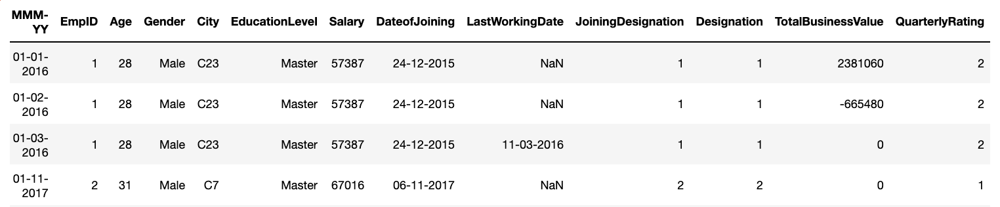 MMM-YY EmpID Age Gender City EducationLevel Salary DateofJoining LastWorkingDate JoiningDesignation Designation TotalBusinessValue QuarterlyRating
01-01-2016 1 28 Male C23 Master 57387 24-12-2015 NaN 1 1 2381060 2
01-02-2016 1 28 Male C23 Master 57387 24-12-2015 NaN 1 1 -665480 2
01-03-2016 1 28 Male C23 Master 57387 24-12-2015 11-03-2016 1 1 0 2
01-11-2017 2 31 Male C7 Master 67016 06-11-2017 NaN 2 2 0 1